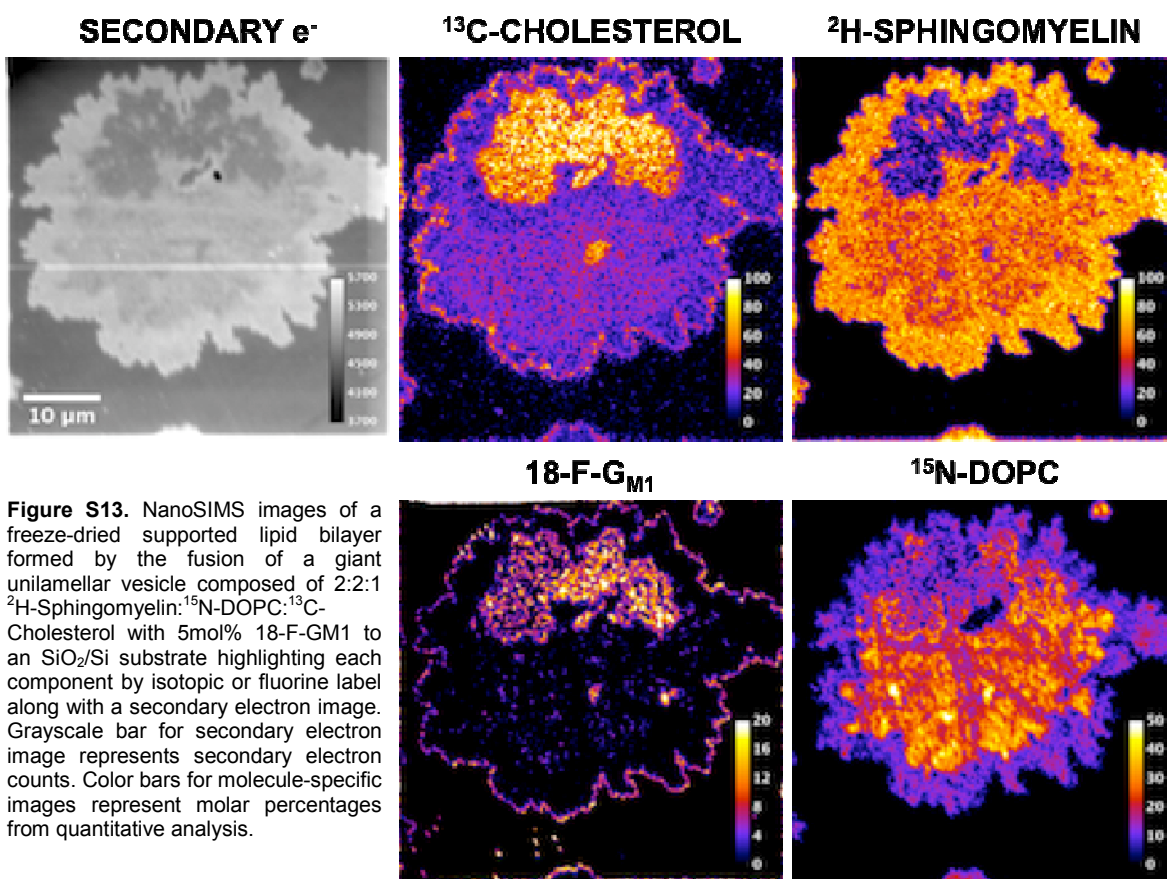 SECONDARY e-
13C-CHOLESTEROL
2H-SPHINGOMYELIN
5700
5300
4900
4500
4100
3700
10 μm
100
80
60
40
20
0
100
80
60
40
20
0
18-F-GM1
15N-DOPC
Figure S13. NanoSIMS images of a
freeze-dried supported lipid bilayer
formed by the fusion of a giant
unilamellar vesicle composed of 2:2:1
2H-Sphingomyelin:15N-DOPC:13C-
Cholesterol with 5mol% 18-F-GM1 to
an SiO2/Si substrate highlighting each
component by isotopic or fluorine label
along with a secondary electron image.
Grayscale bar for secondary electron
image represents secondary electron
counts. Color bars for molecule-specific
images represent molar percentages
from quantitative analysis.
20
16
12
8
4
0
50
40
30
20
10
0